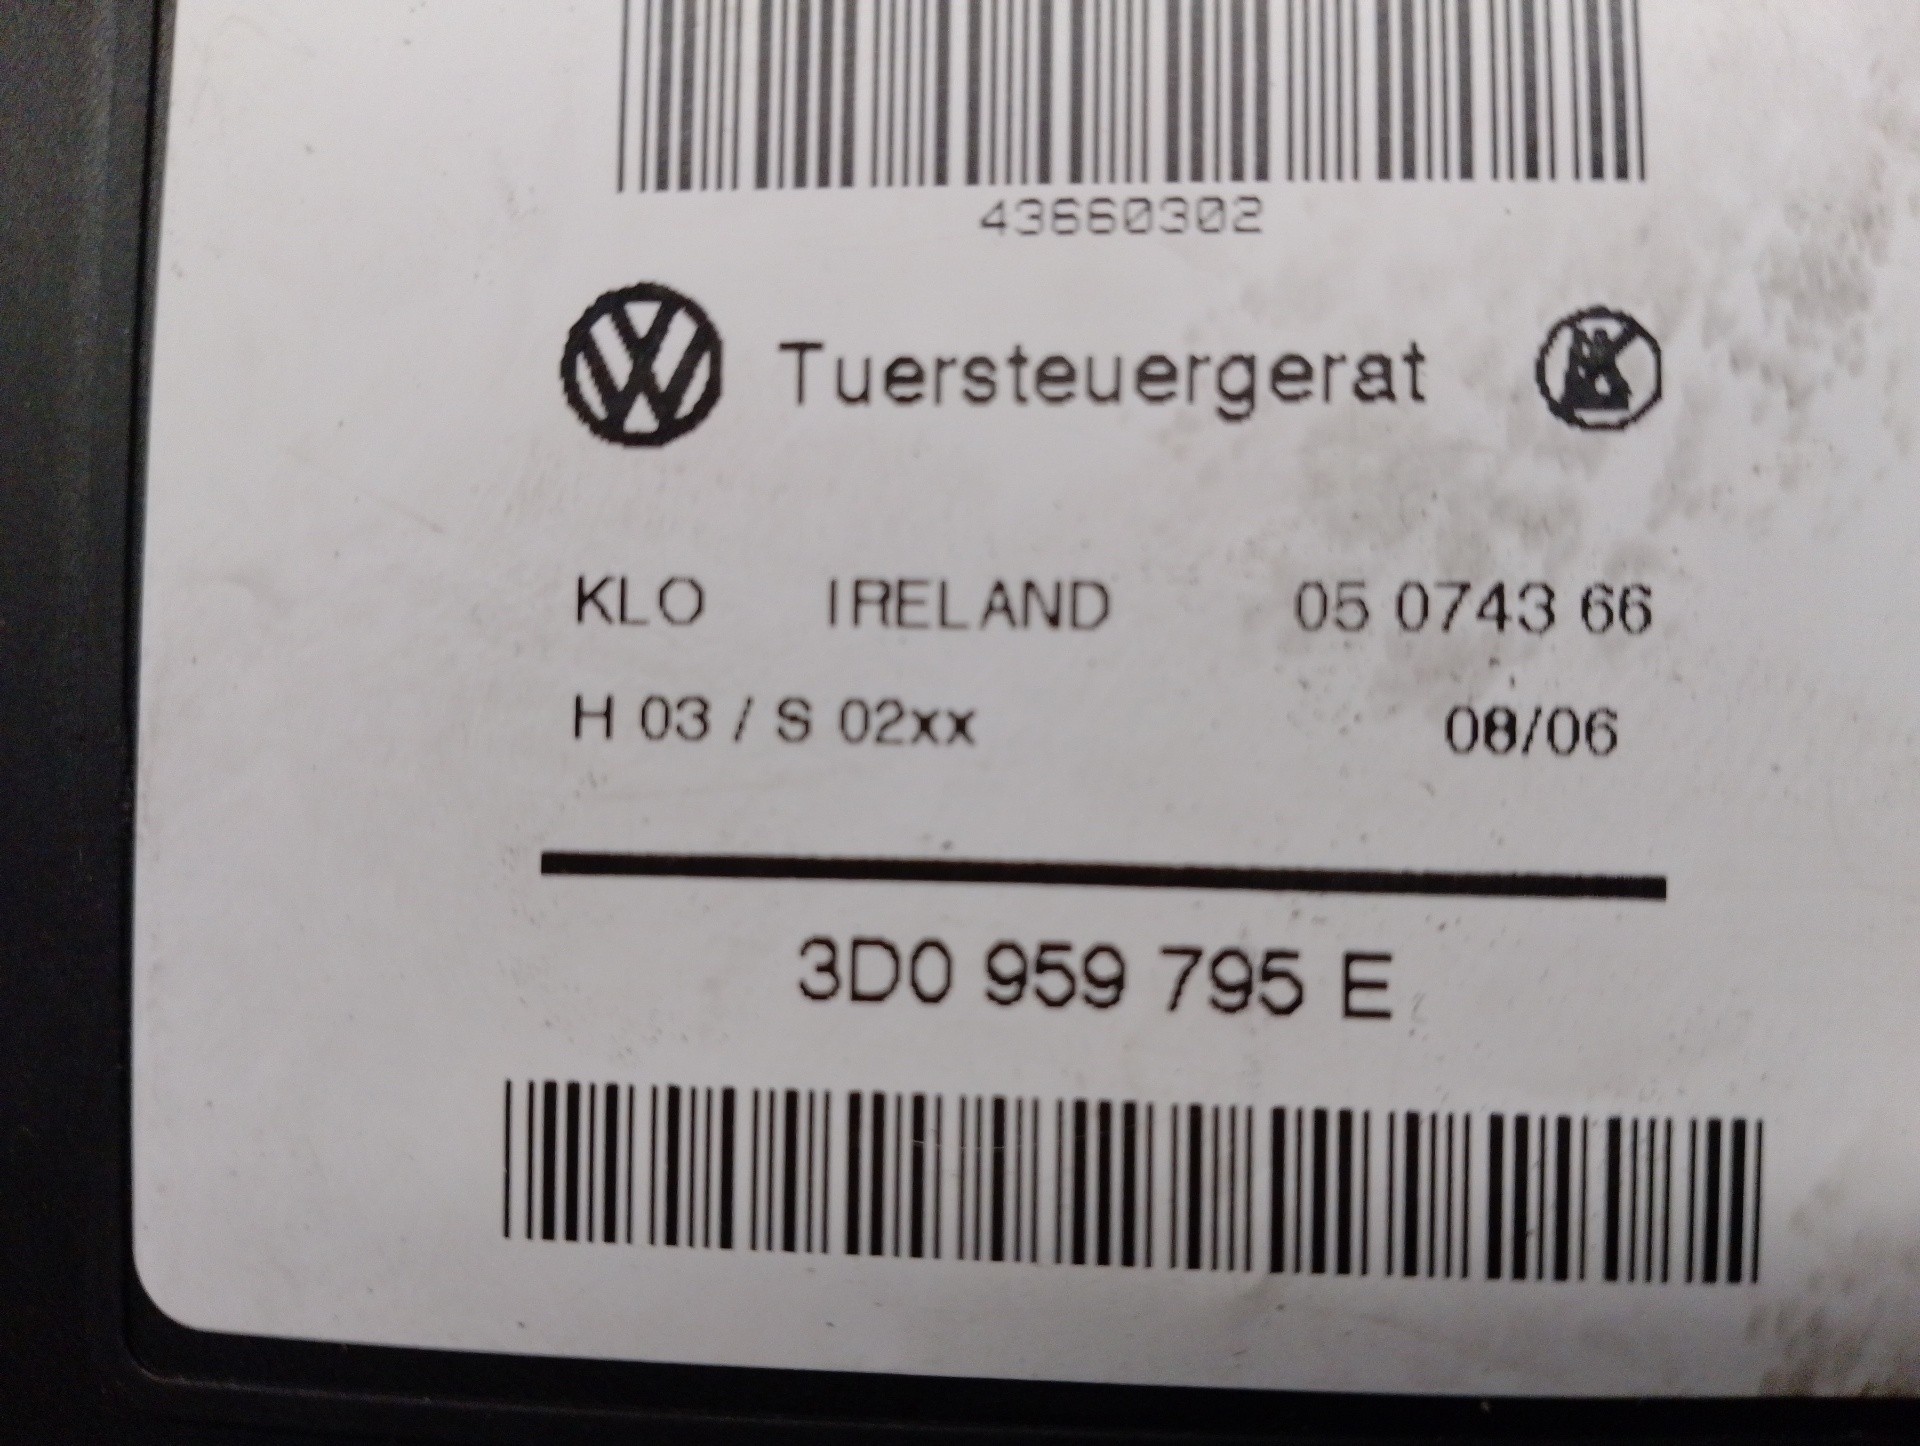 43660302
Tuersteuergerat
KLO IRELAND 05 0743 66
H 03 / S 02xx 08/06
3D0 959 795 E